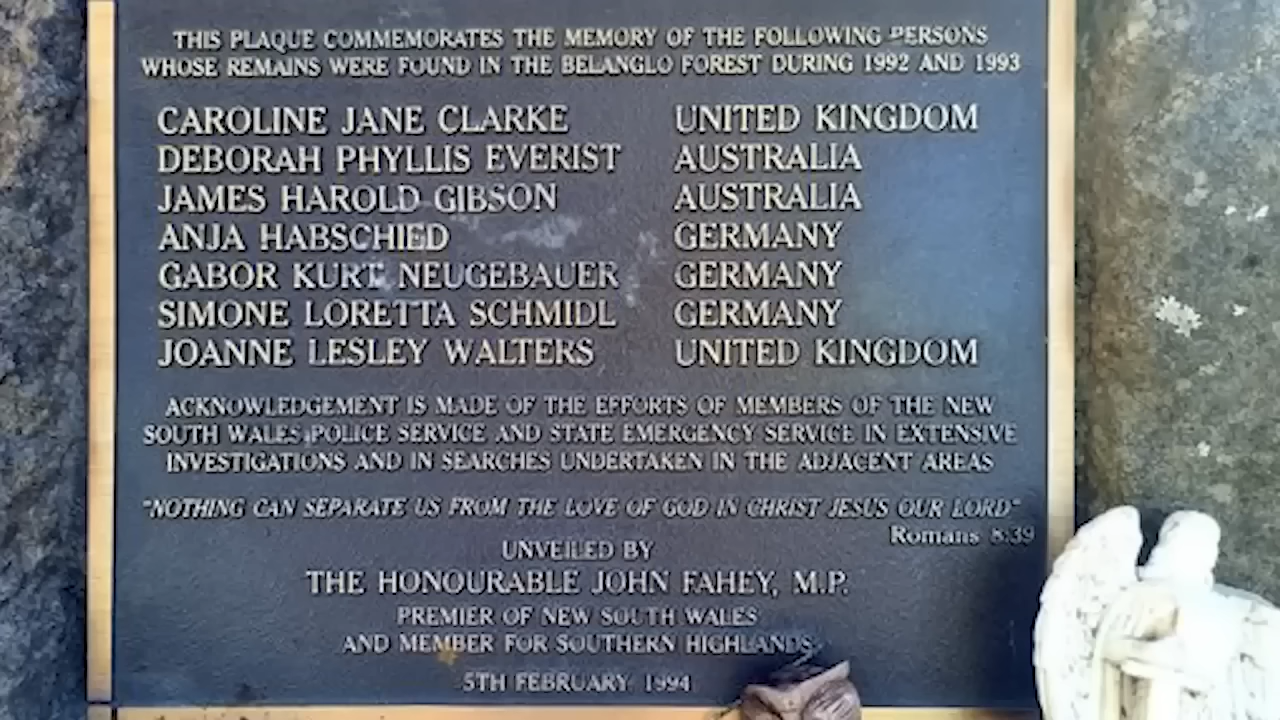 THIS PLAQUE COMMEMORATES THE MEMORY OF THE FOLLOWING PERSONS
WHOSE REMAINS WERE FOUND IN THE BELANGLO FOREST DURING 1992 AND 1993
CAROLINE JANE CLARKE UNITED KINGDOM
DEBORAH PHYLLIS EVERIST AUSTRALIA
JAMES HAROLD GIBSON AUSTRALIA
ANJA HABSCHIED GERMANY
GABOR KURT NEUGEBAUER GERMANY
SIMONE LORETTA SCHMIDL GERMANY
JOANNE LESLEY WALTERS UNITED KINGDOM
ACKNOWLEDGEMENT IS MADE OF THE EFFORTS OF MEMBERS OF THE NEW
SOUTH WALES POLICE SERVICE AND STATE EMERGENCY SERVICE IN EXTENSIVE
INVESTIGATIONS AND IN SEARCHES UNDERTAKEN IN THE ADJACENT AREAS
"NOTHING CAN SEPARATE US FROM THE LOVE OF GOD IN CHRIST JESUS OUR LORD"
Romans 8:39
UNVEILED BY
THE HONOURABLE JOHN FAHEY, M.P.
PREMIER OF NEW SOUTH WALES
AND MEMBER FOR SOUTHERN HIGHLANDS
5TH FEBRUARY, 1994